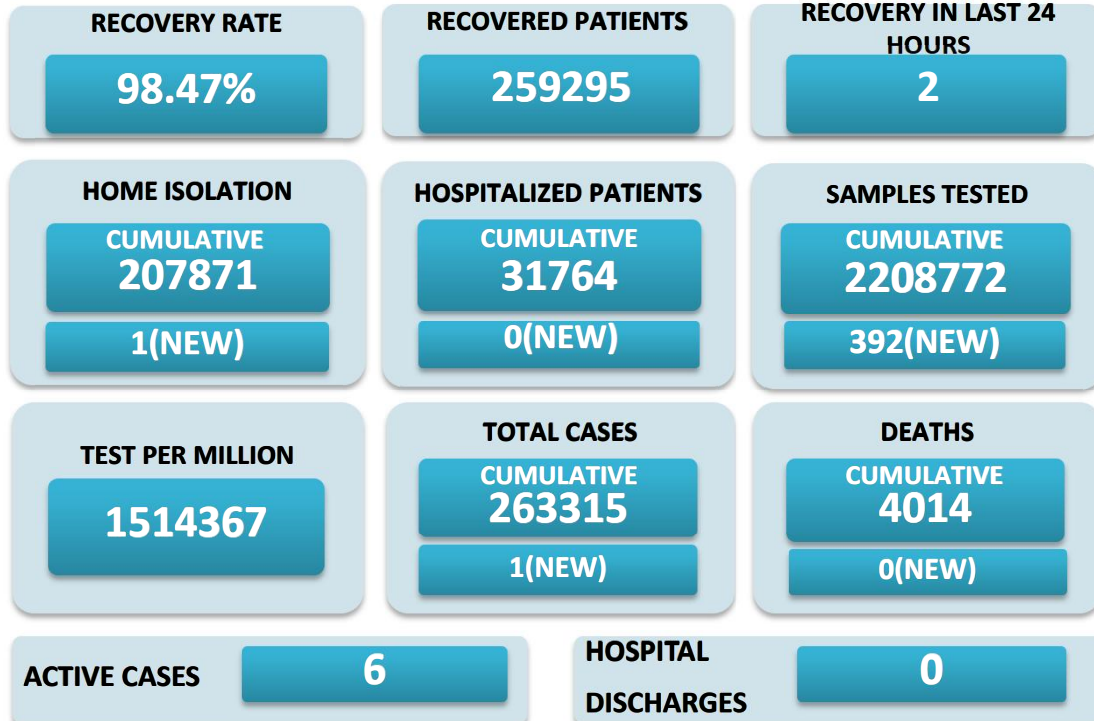 RECOVERY RATE
98.47%
RECOVERED PATIENTS
259295
RECOVERY IN LAST 24
HOURS
2
HOME ISOLATION
CUMULATIVE
207871
1(NEW)
HOSPITALIZED PATIENTS
CUMULATIVE
31764
0(NEW)
SAMPLES TESTED
CUMULATIVE
2208772
392(NEW)
TEST PER MILLION
1514367
TOTAL CASES
CUMULATIVE
263315
1(NEW)
DEATHS
CUMULATIVE
4014
0(NEW)
ACTIVE CASES
6
HOSPITAL
DISCHARGES
0